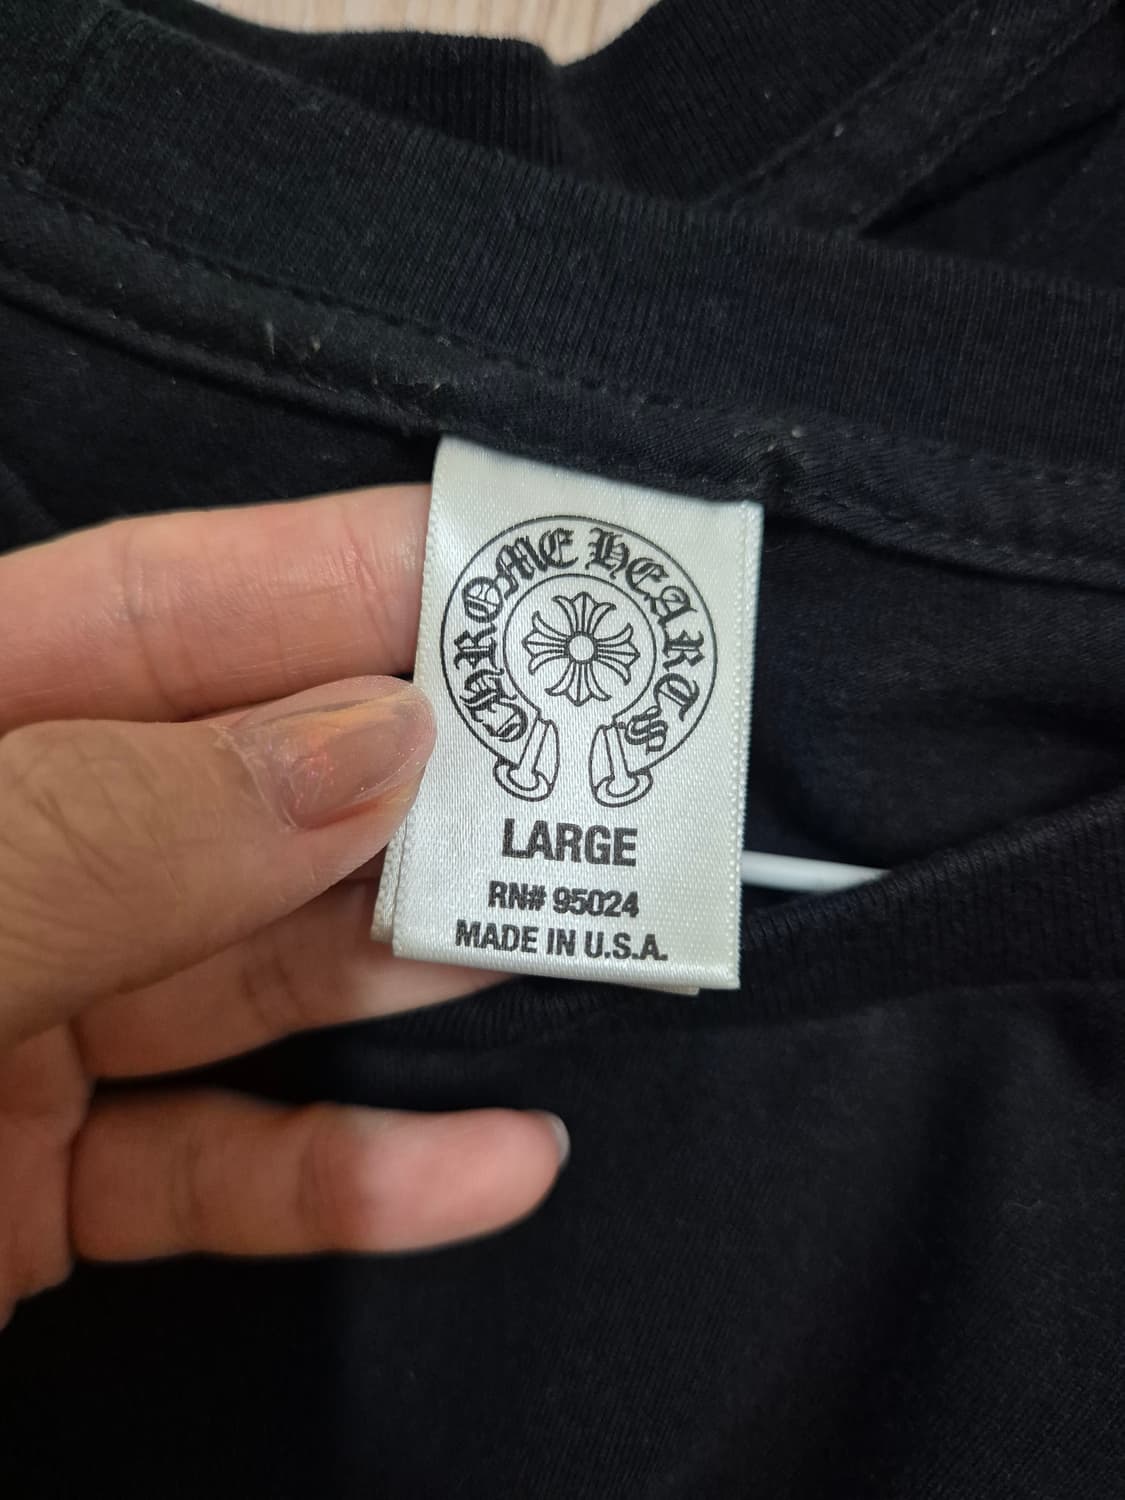 CHROME HEARTS
LARGE
RN# 95024
MADE IN U.S.A.